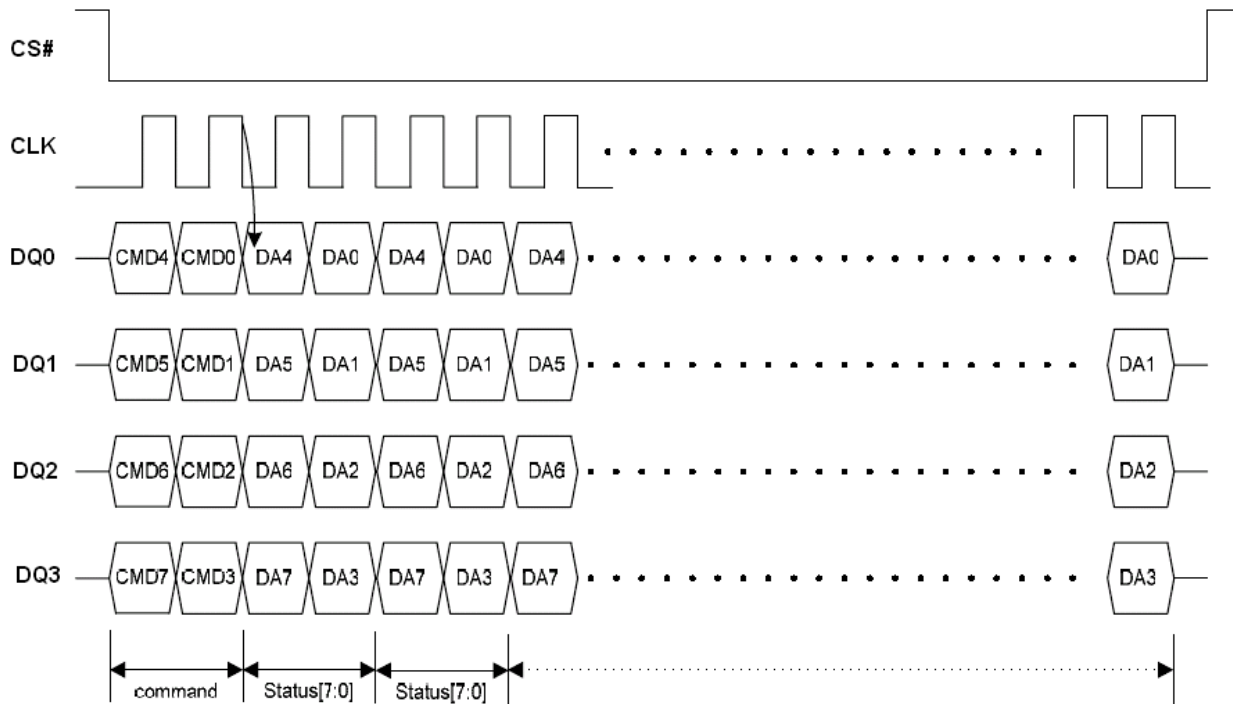 CS#
CLK
DQ0 CMD4 CMD0 DA4 DA0 DA4 DA0 DA4 DA0
DQ1 CMD5 CMD1 DA5 DA1 DA5 DA1 DA5 DA1
DQ2 CMD6 CMD2 DA6 DA2 DA6 DA2 DA6 DA2
DQ3 CMD7 CMD3 DA7 DA3 DA7 DA3 DA7 DA3
command Status[7:0] Status[7:0]